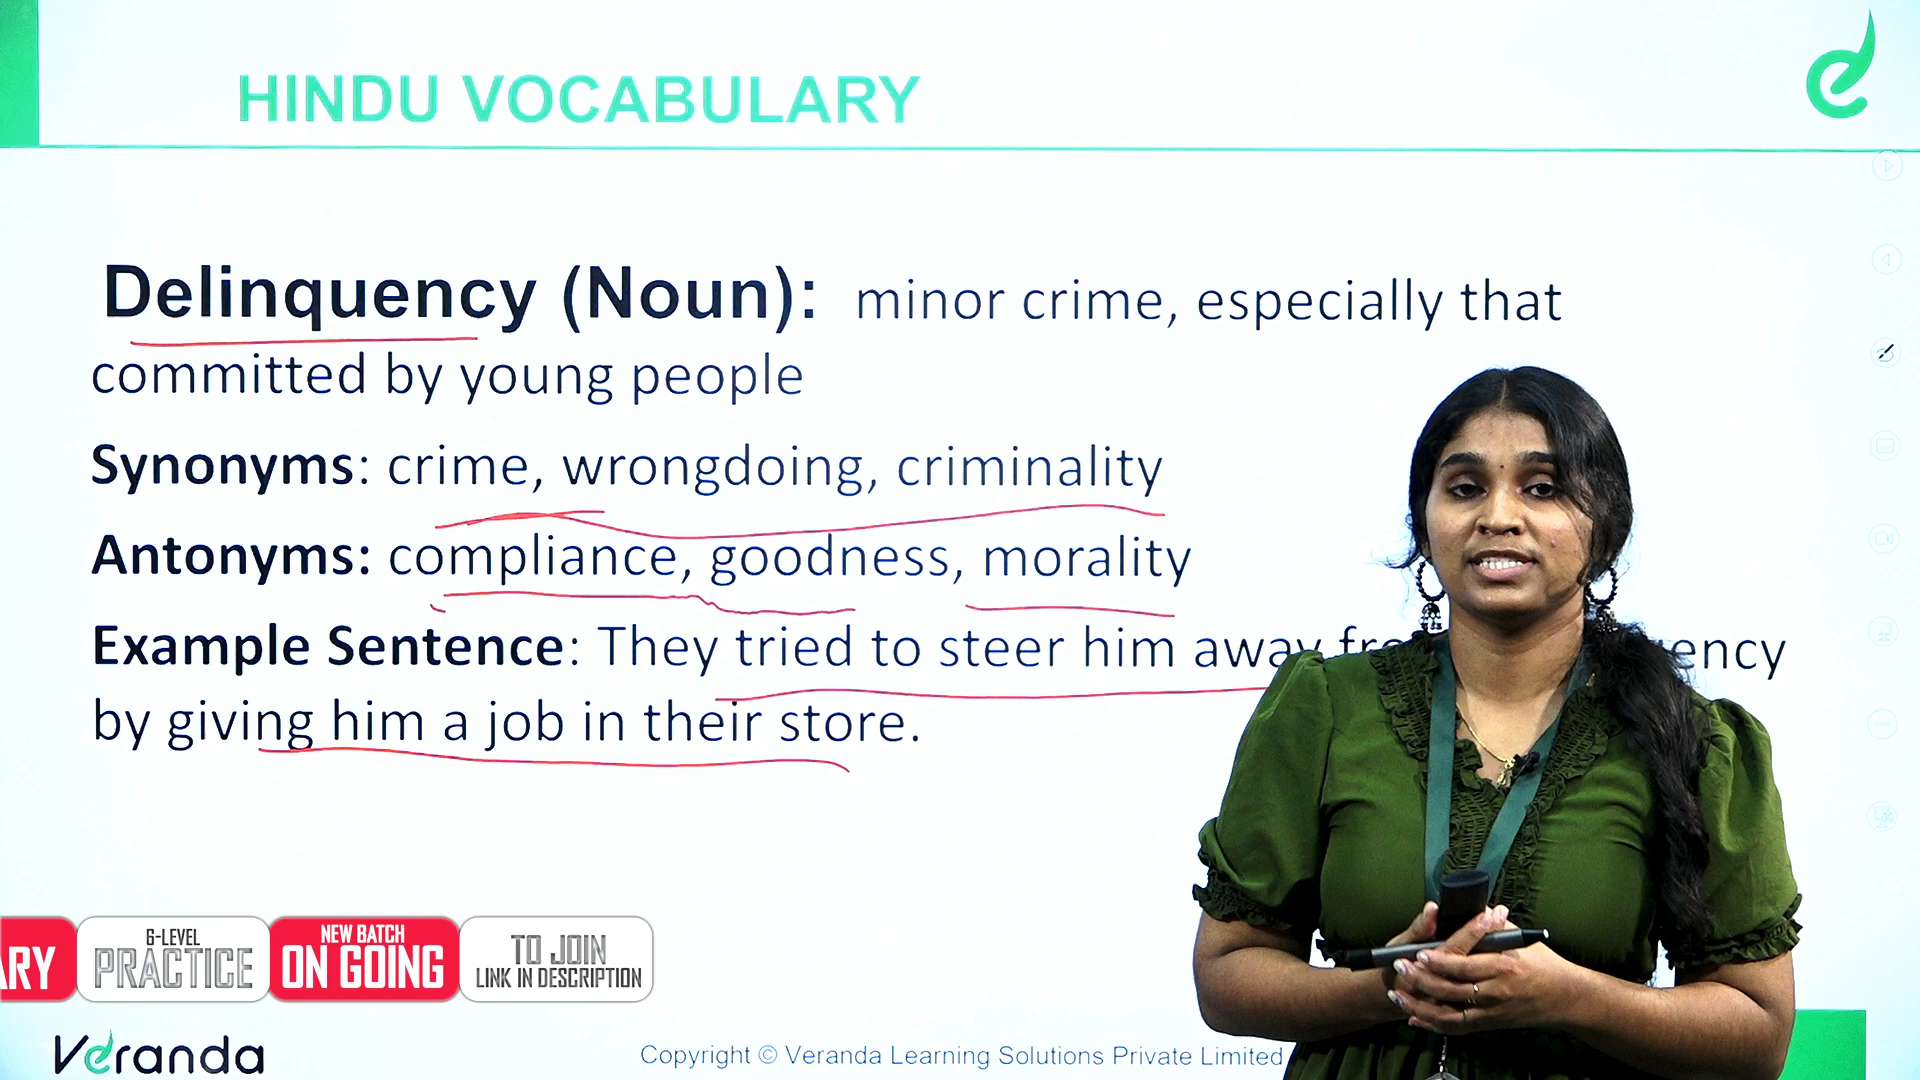 HINDU VOCABULARY
Delinquency (Noun): minor crime, especially that
committed by young people
Synonyms: crime, wrongdoing, criminality
Antonyms: compliance, goodness, morality
Example Sentence: They tried to steer him away
by giving him a job in their store.
ARY
6-LEVEL
PRACTICE
NEW BATCH
ON GOING
TO JOIN
LINK IN DESCRIPTION
Veranda
Copyright © Veranda Learning Solutions Private Limited